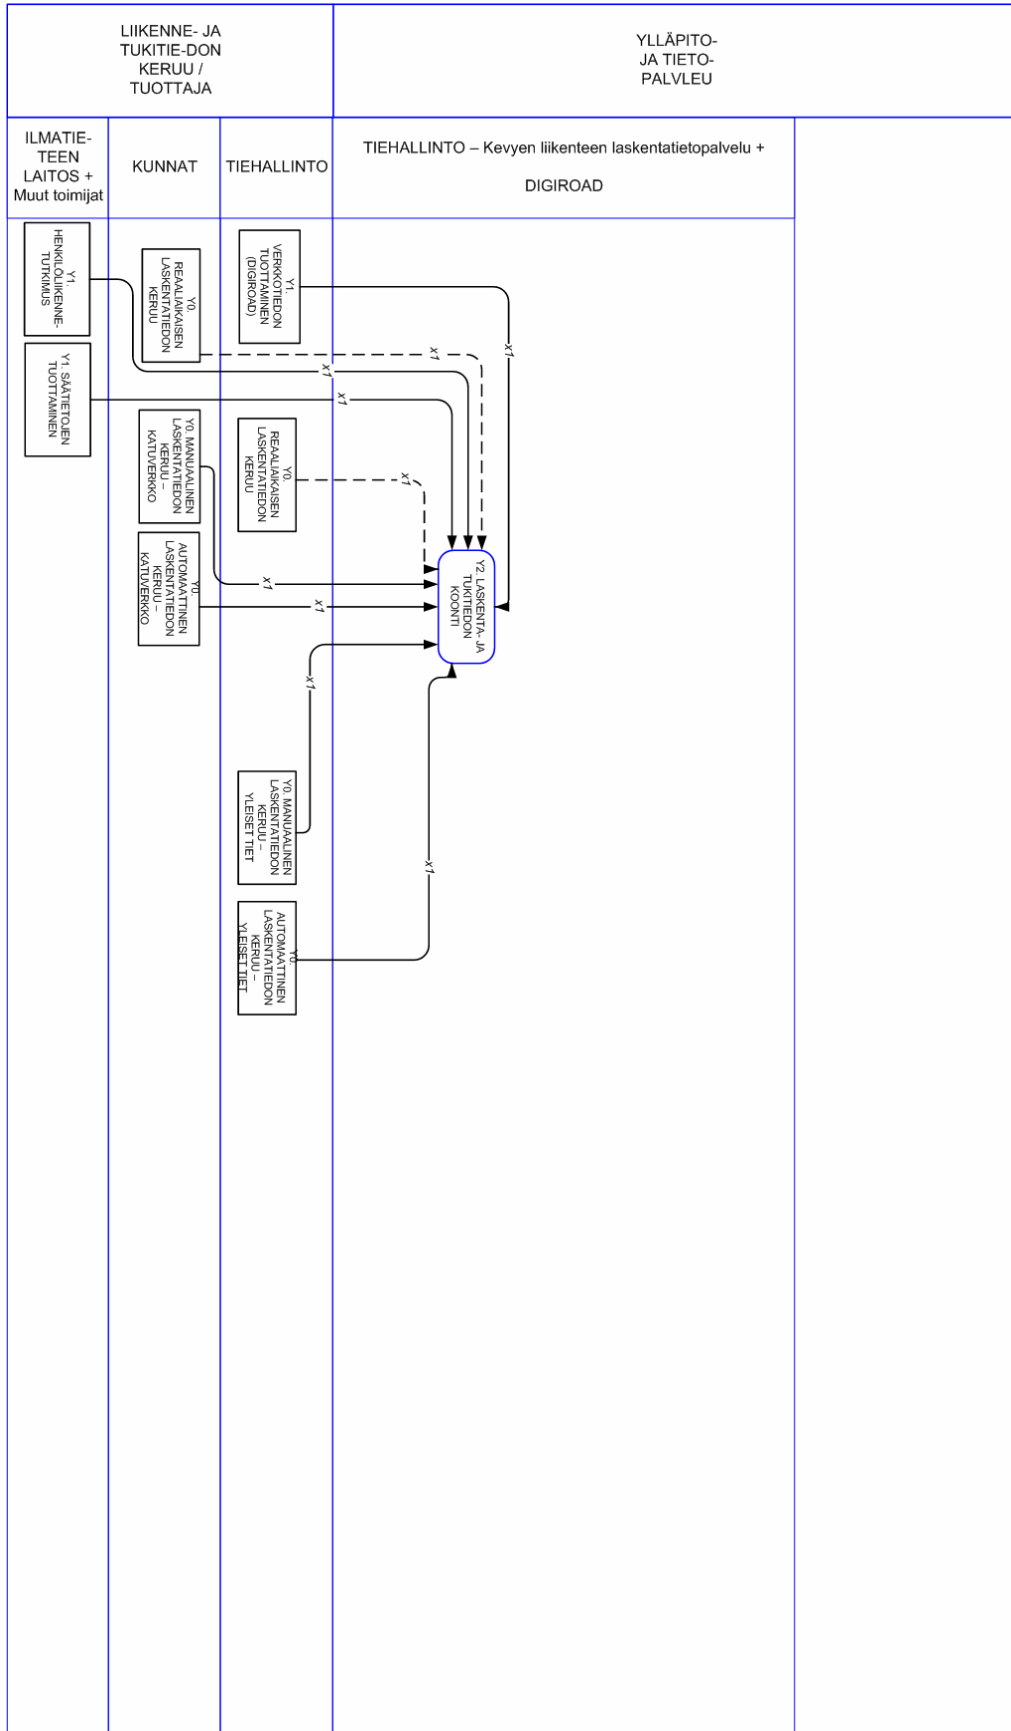 LIIKENNE- JA
TUKITIE-DON
KERUU /
TUOTTAJA
YLLÄPITO-
JA TIETO-
PALVLEU
ILMATIE-
TEEN
LAITOS +
Muut toimijat
KUNNAT
TIEHALLINTO
TIEHALLINTO – Kevyen liikenteen laskentatietopalvelu +
DIGIROAD
Y1.
HENKILÖLIIKENNE-
TUTKIMUS
Y0.
REAALIAIKAISEN
LASKENTATIEDON
KERUU
Y1.
VERKKOTIEDON
TUOTTAMINEN
(DIGIROAD)
x1
x1
x1
x1
Y1. SÄÄTIETOJEN
TUOTTAMINEN
Y0. MANUAALINEN
LASKENTATIEDON
KERUU –
KATUVERKKO
Y0.
REAALIAIKAISEN
LASKENTATIEDON
KERUU
x1
Y0.
AUTOMAATTINEN
LASKENTATIEDON
KERUU –
KATUVERKKO
x1
x1
Y2. LASKENTA- JA
TUKITIEDON
KOONTI
x1
Y0. MANUAALINEN
LASKENTATIEDON
KERUU –
YLEISET TIET
x1
Y0.
AUTOMAATTINEN
LASKENTATIEDON
KERUU –
YLEISET TIET